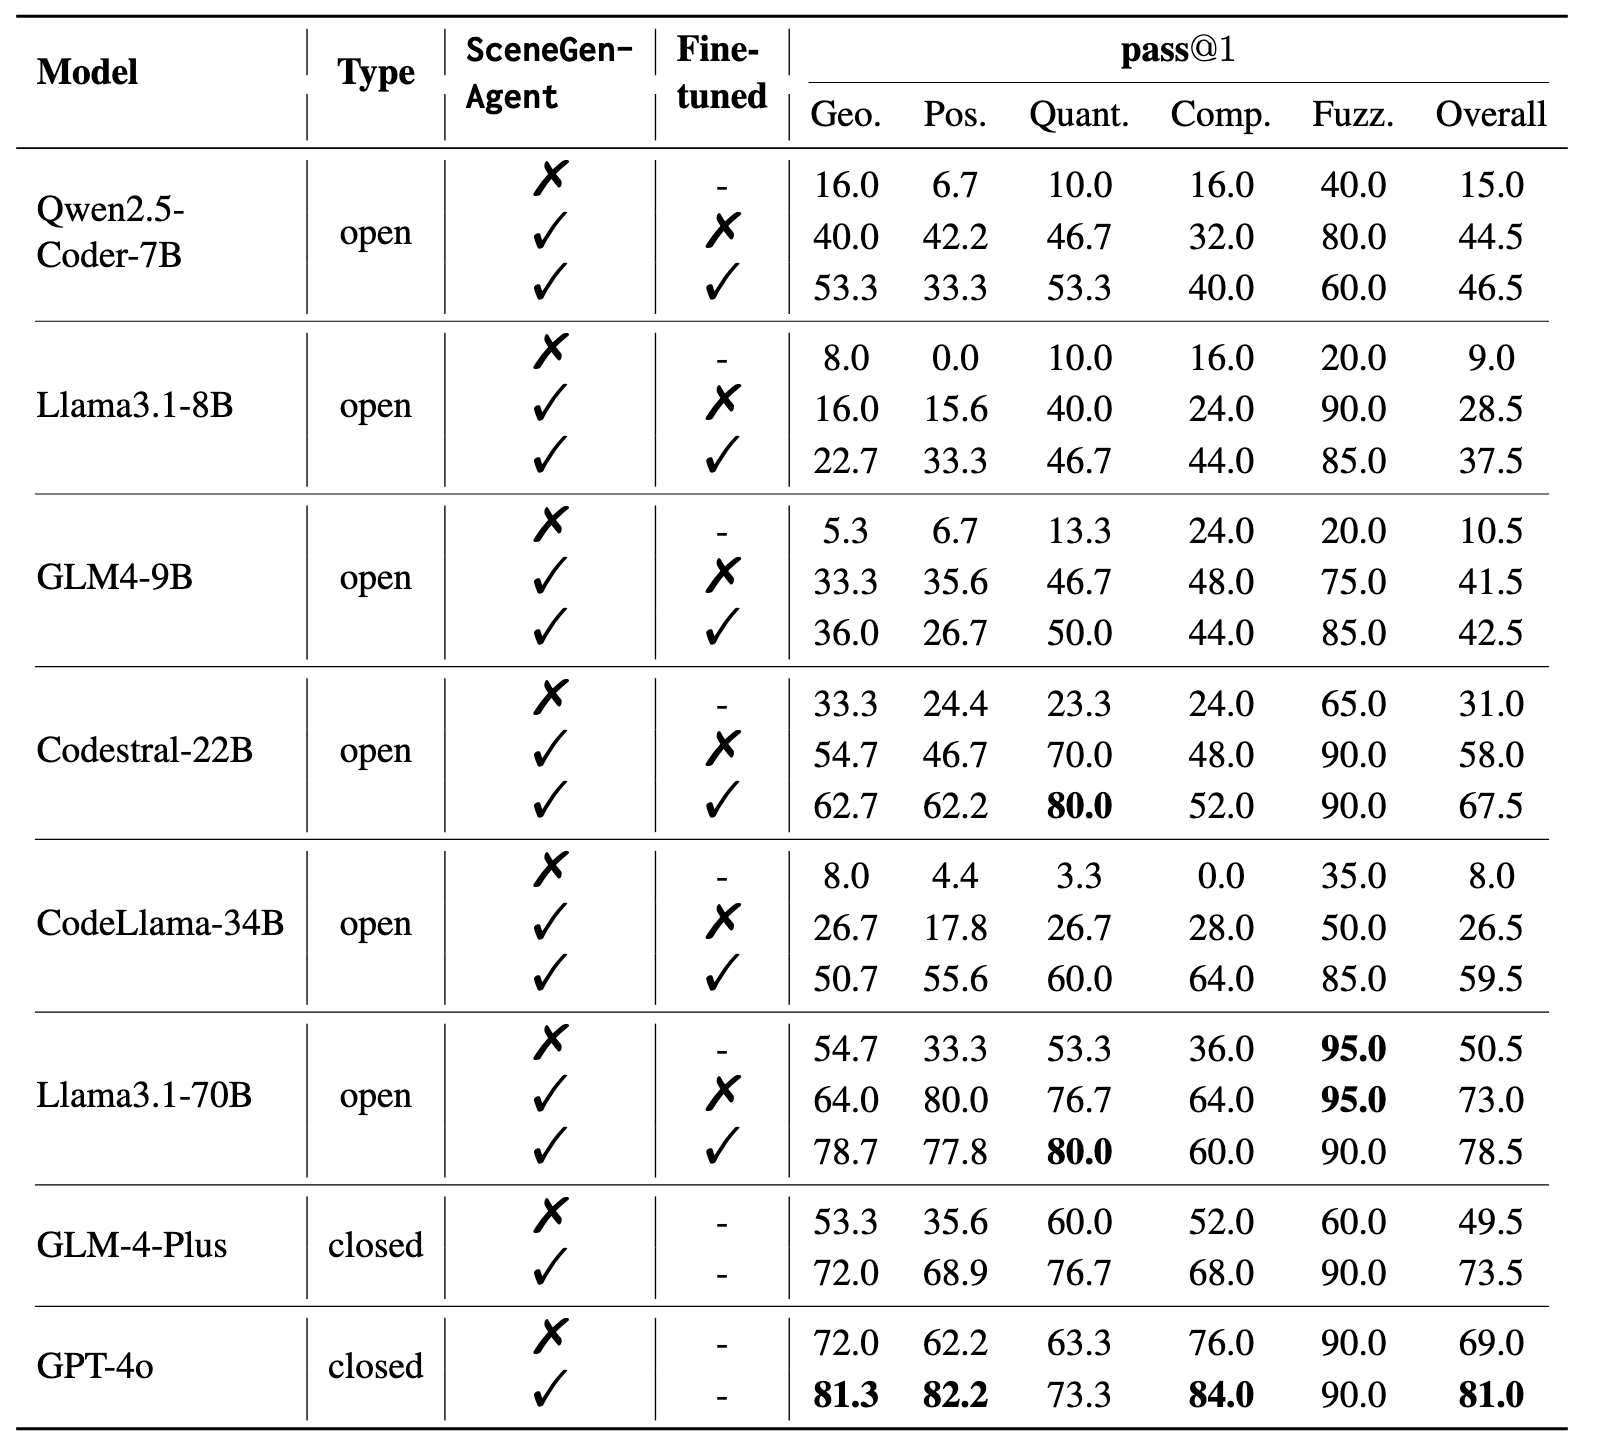 Model Type SceneGen-Agent Fine-tuned pass@1
Geo. Pos. Quant. Comp. Fuzz. Overall
Qwen2.5-Coder-7B open
✗ - 16.0 6.7 10.0 16.0 40.0 15.0
✓ ✗ 40.0 42.2 46.7 32.0 80.0 44.5
✓ ✓ 53.3 33.3 53.3 40.0 60.0 46.5
Llama3.1-8B open
✗ - 8.0 0.0 10.0 16.0 20.0 9.0
✓ ✗ 16.0 15.6 40.0 24.0 90.0 28.5
✓ ✓ 22.7 33.3 46.7 44.0 85.0 37.5
GLM4-9B open
✗ - 5.3 6.7 13.3 24.0 20.0 10.5
✓ ✗ 33.3 35.6 46.7 48.0 75.0 41.5
✓ ✓ 36.0 26.7 50.0 44.0 85.0 42.5
Codestral-22B open
✗ - 33.3 24.4 23.3 24.0 65.0 31.0
✓ ✗ 54.7 46.7 70.0 48.0 90.0 58.0
✓ ✓ 62.7 62.2 80.0 52.0 90.0 67.5
CodeLlama-34B open
✗ - 8.0 4.4 3.3 0.0 35.0 8.0
✓ ✗ 26.7 17.8 26.7 28.0 50.0 26.5
✓ ✓ 50.7 55.6 60.0 64.0 85.0 59.5
Llama3.1-70B open
✗ - 54.7 33.3 53.3 36.0 95.0 50.5
✓ ✗ 64.0 80.0 76.7 64.0 95.0 73.0
✓ ✓ 78.7 77.8 80.0 60.0 90.0 78.5
GLM-4-Plus closed
✗ - 53.3 35.6 60.0 52.0 60.0 49.5
✓ - 72.0 68.9 76.7 68.0 90.0 73.5
GPT-4o closed
✗ - 72.0 62.2 63.3 76.0 90.0 69.0
✓ - 81.3 82.2 73.3 84.0 90.0 81.0